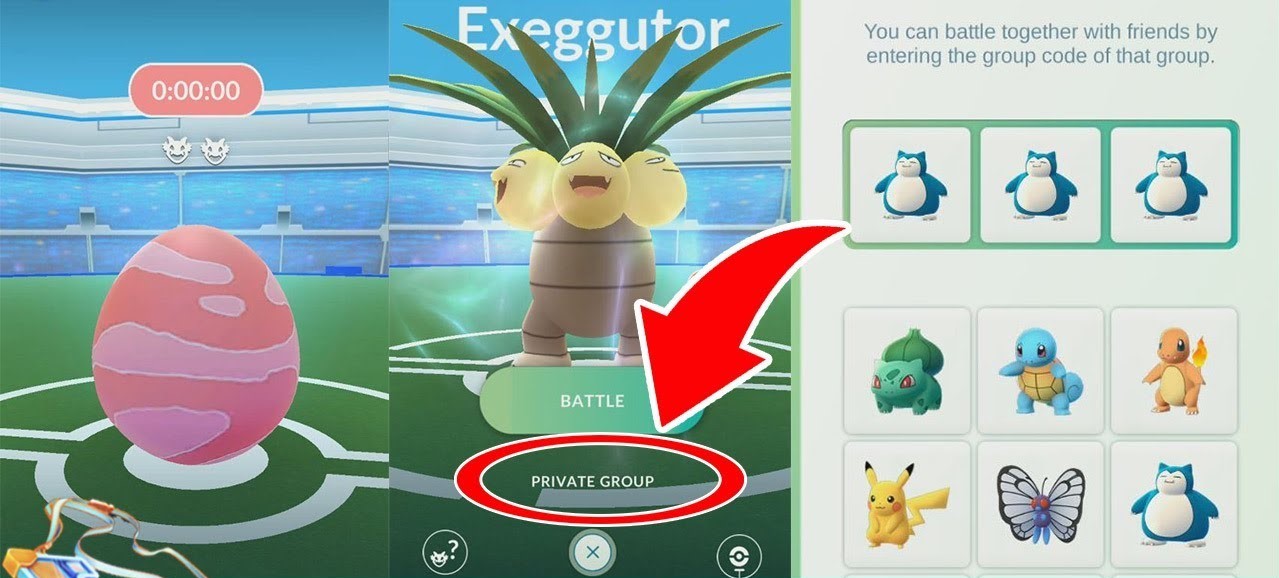 0:00:00
Exeggutor
BATTLE
PRIVATE GROUP
?
You can battle together with friends by
entering the group code of that group.